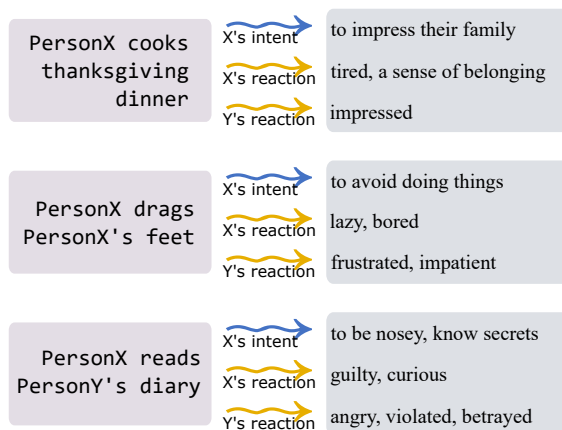 PersonX cooks
thanksgiving
dinner
X's intent
to impress their family
X's reaction
tired, a sense of belonging
Y's reaction
impressed
PersonX drags
PersonX's feet
X's intent
to avoid doing things
X's reaction
lazy, bored
Y's reaction
frustrated, impatient
PersonX reads
PersonY's diary
X's intent
to be nosey, know secrets
X's reaction
guilty, curious
Y's reaction
angry, violated, betrayed